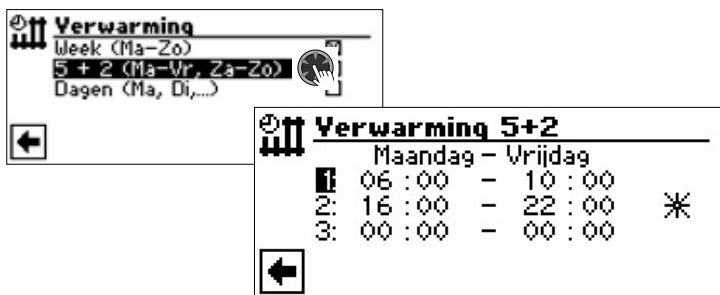 Verwarming
Week (Ma-Zo)
5 + 2 (Ma-Vr, Za-Zo)
Dagen (Ma, Di,...)
Verwarming 5+2
Maandag - Vrijdag
1: 06 : 00 - 10 : 00
2: 16 : 00 - 22 : 00
3: 00 : 00 - 00 : 00